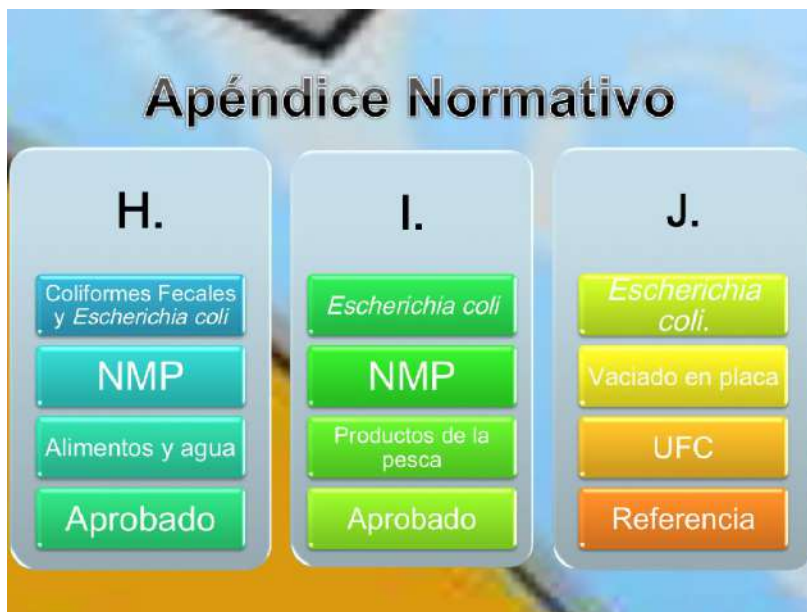 Apéndice Normativo
H.
Coliformes Fecales
y Escherichia coli
NMP
Alimentos y agua
Aprobado
I.
Escherichia coli
NMP
Productos de la
pesca
Aprobado
J.
Escherichia
coli.
Vaciado en placa
UFC
Referencia